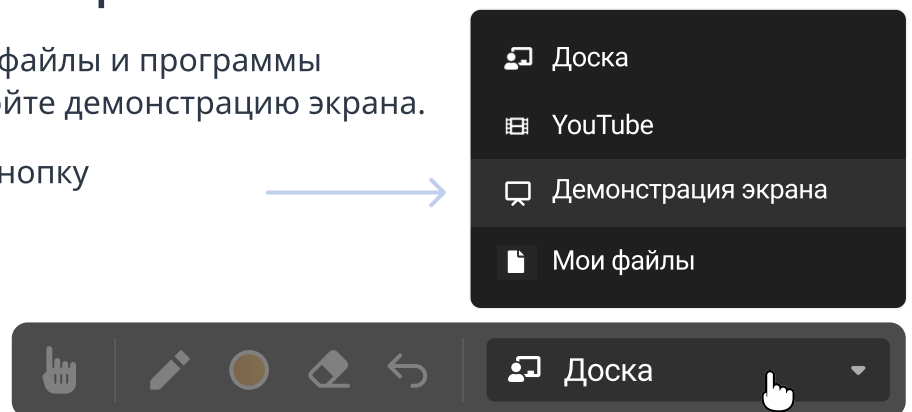 файлы и программы
йте демонстрацию экрана.
нопку
Доска
YouTube
Демонстрация экрана
Мои файлы
Доска